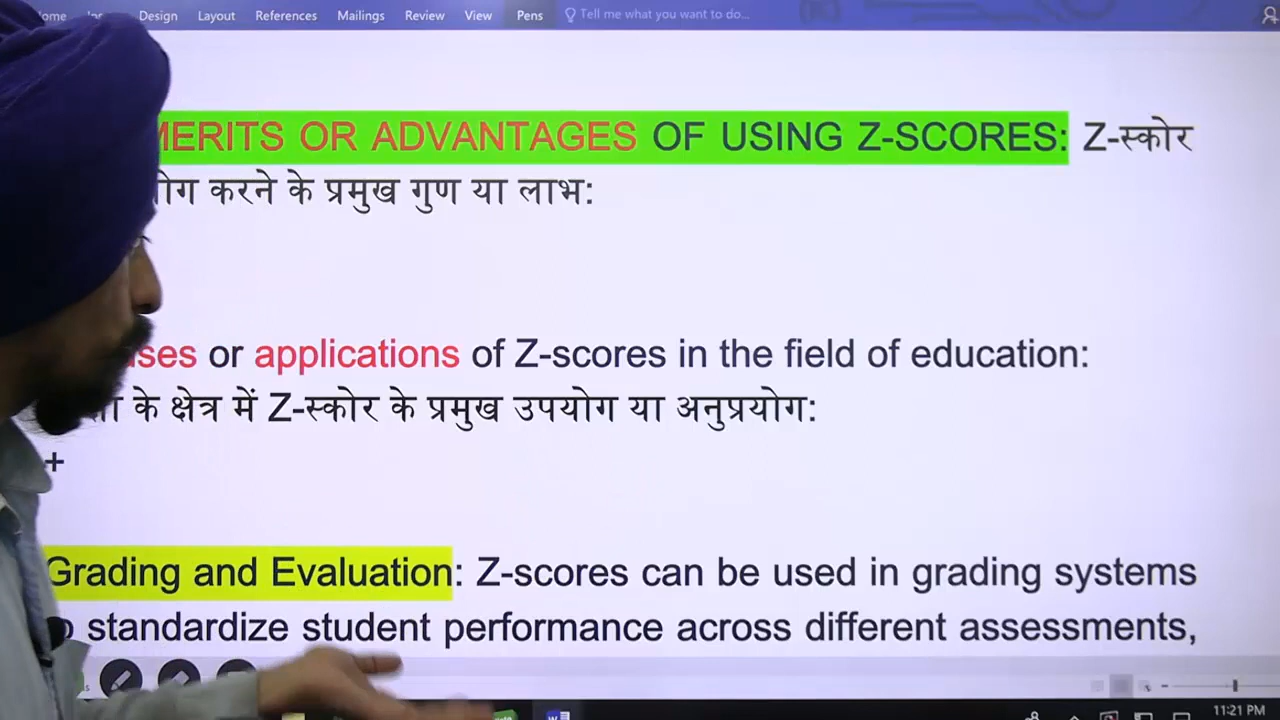 Design Layout References Mailings Review View Pens Tell me what you want to do...
MERITS OR ADVANTAGES OF USING Z-SCORES: Z-स्कोर
करने के प्रमुख गुण या लाभ:
or applications of Z-scores in the field of education:
के क्षेत्र में Z-स्कोर के प्रमुख उपयोग या अनुप्रयोग:
+
Grading and Evaluation: Z-scores can be used in grading systems
standardize student performance across different assessments,
11:21 PM